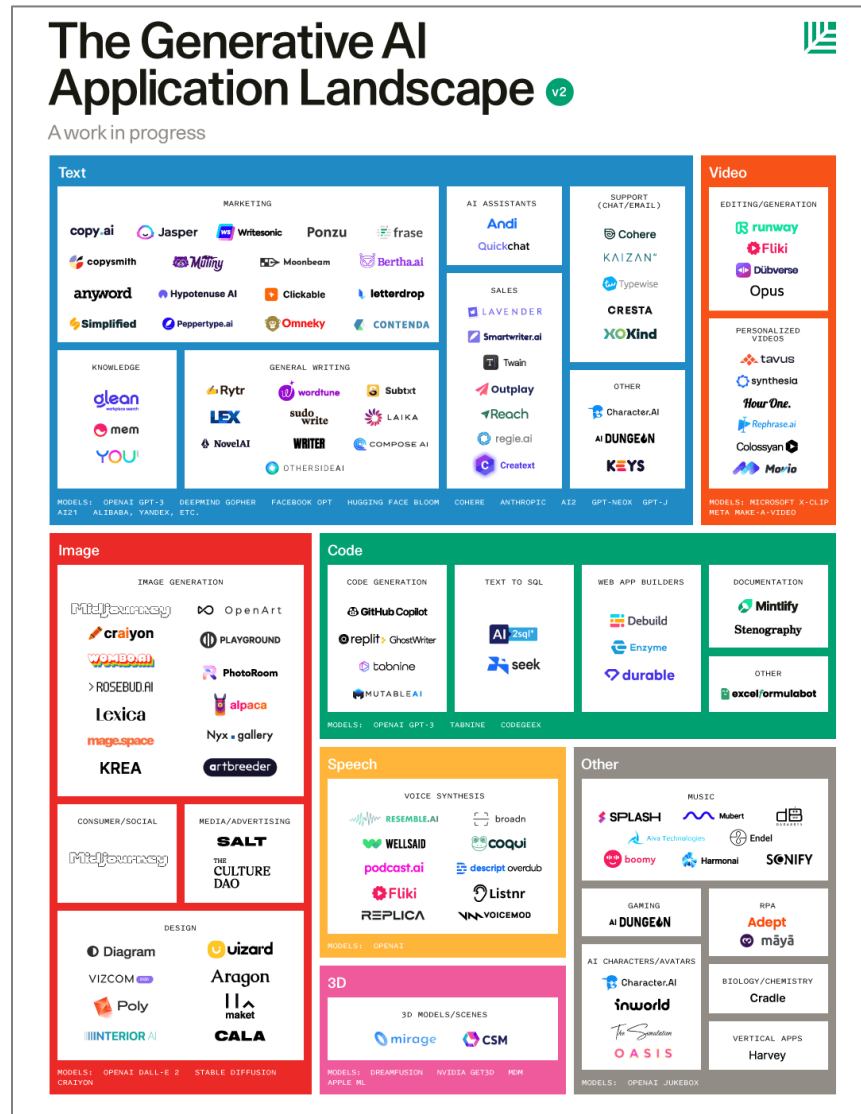 The Generative AI
Application Landscape v2
A work in progress
Text
MARKETING
copy.ai Jasper WS Writesonic Ponzu frase
copysmith Mutiny Moonbeam Bertha.ai
anyword Hypotenuse AI Clickable letterdrop
Simplified Peppertype.ai Omneky CONTENDA
KNOWLEDGE
glean
workplace search
mem
YOU
GENERAL WRITING
Rytr wordtune Subtxt
LEX sudo write LAIKA
NovelAI WRITER COMPOSE AI
OTHERSIDEAI
AI ASSISTANTS
Andi
Quickchat
SALES
LAVENDER
Smartwriter.ai
T Twain
Outplay
Reach
regie.ai
C Creatext
SUPPORT
(CHAT/EMAIL)
Cohere
KAIZAN
Typewise
CRESTA
XOKind
OTHER
Character.AI
AI DUNGEON
KEYS
MODELS: OPENAI GPT-3 DEEPMIND GOPHER FACEBOOK OPT HUGGING FACE BLOOM COHERE ANTHROPIC AI2 GPT-NEOX GPT-J
AI21 ALIBABA, YANDEX, ETC.
Video
EDITING/GENERATION
runway
Fliki
Dübverse
Opus
PERSONALIZED
VIDEOS
tavus
synthesia
Hour One.
Rephrase.ai
Colossyan
Movio
MODELS: MICROSOFT X-CLIP
META MAKE-A-VIDEO
Image
IMAGE GENERATION
Midjourney OpenArt
craiyon PLAYGROUND
WOMBO.AI PhotoRoom
>ROSEBUD.AI alpaca
Lexica Nyx.gallery
mage.space artbreeder
KREA
CONSUMER/SOCIAL
Midjourney
MEDIA/ADVERTISING
SALT
THE
CULTURE
DAO
DESIGN
Diagram uizard
VIZCOM Aragon
Poly maket
INTERIOR AI CALA
MODELS: OPENAI DALL-E 2 STABLE DIFFUSION
CRAIYON
Code
CODE GENERATION
GitHub Copilot
replit GhostWriter
tabnine
MUTABLEAI
TEXT TO SQL
AI 2sql
seek
WEB APP BUILDERS
Debuild
Enzyme
durable
DOCUMENTATION
Mintlify
Stenography
OTHER
excelformulabot
MODELS: OPENAI GPT-3 TABNINE CODEGEEX
Speech
VOICE SYNTHESIS
RESEMBLE.AI broadn
WELLSAID coqui
podcast.ai descript overdub
Fliki Listnr
REPLICA VOICEMOD
MODELS: OPENAI
3D
3D MODELS/SCENES
mirage CSM
MODELS: DREAMFUSION NVIDIA GET3D MDM
APPLE ML
Other
MUSIC
SPLASH Mubert dB
Aiva Technologies Endel
boomy Harmonai SONIFY
GAMING
AI DUNGEON
RPA
Adept
māyā
AI CHARACTERS/AVATARS
Character.AI
inworld
The Simulation
OASIS
BIOLOGY/CHEMISTRY
Cradle
VERTICAL APPS
Harvey
MODELS: OPENAI JUKEBOX